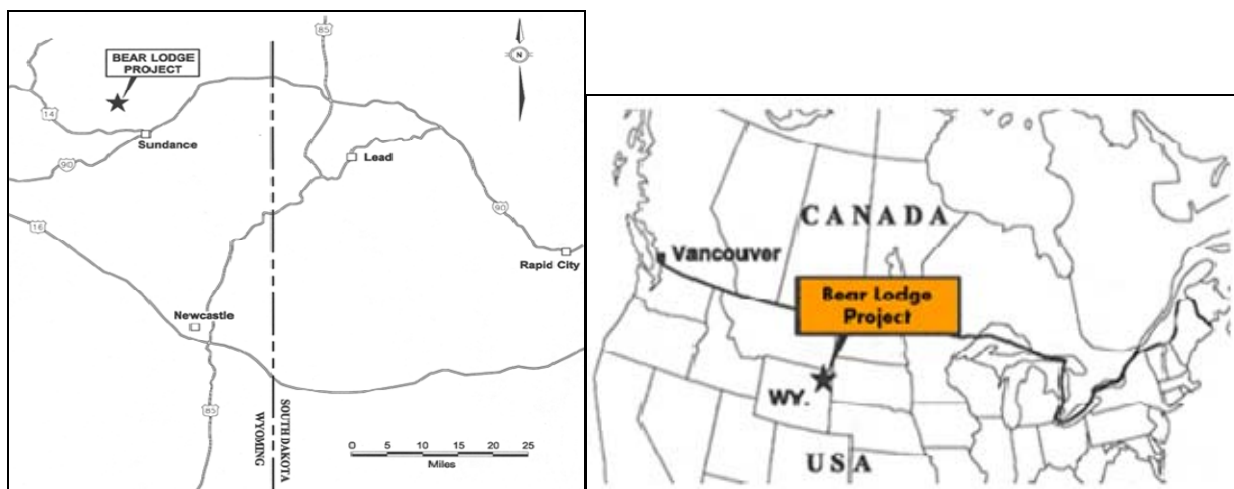 85
N
BEAR LODGE
PROJECT
14
Sundance
90
Lead
16
90
Rapid City
Newcastle
85
WYOMING
SOUTH DAKOTA
0 5 10 15 20 25
Miles
CANADA
Vancouver
Bear Lodge
Project
WY.
USA